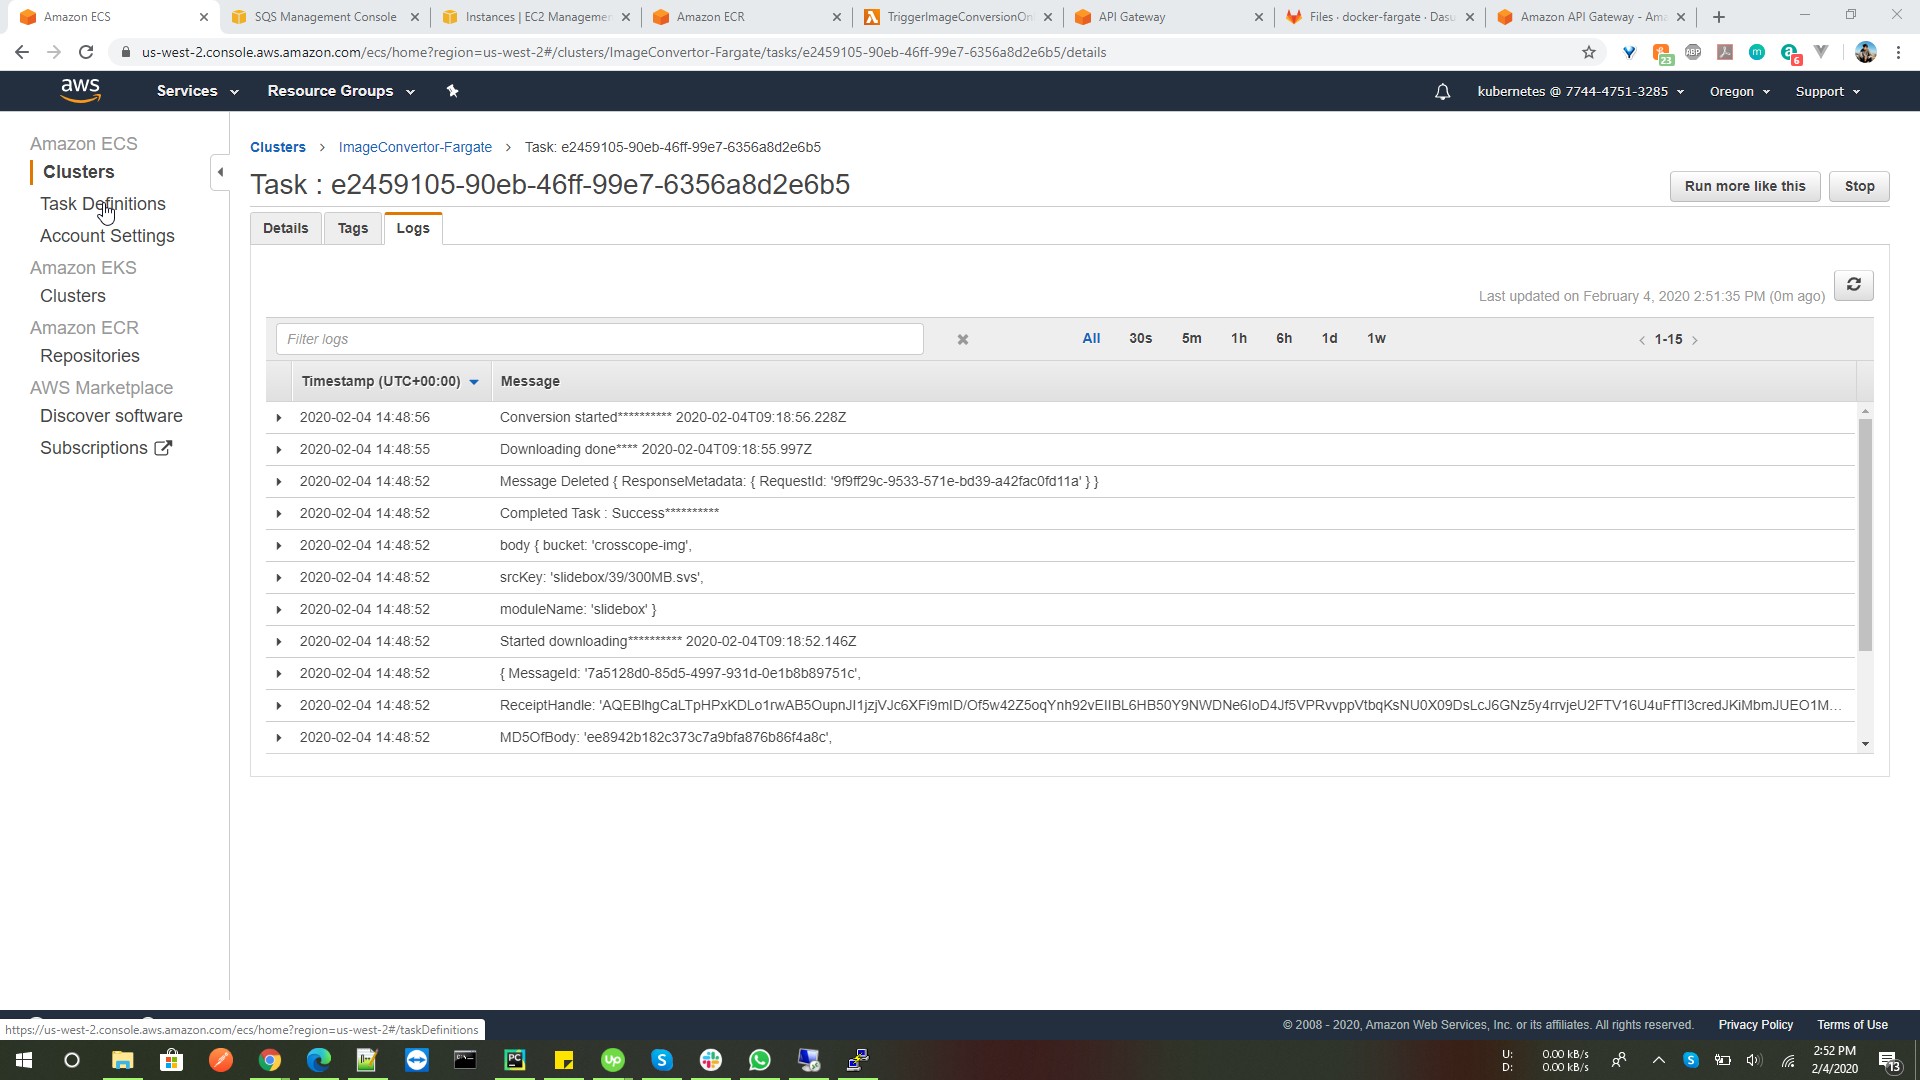 Amazon ECS
SQS Management Console
Instances | EC2 Managemen
Amazon ECR
TriggerImageConversionOn
API Gateway
Files · docker-fargate · Dasu
Amazon API Gateway - Ama
us-west-2.console.aws.amazon.com/ecs/home?region=us-west-2#/clusters/ImageConvertor-Fargate/tasks/e2459105-90eb-46ff-99e7-6356a8d2e6b5/details
23
ABP
m
a
6
aws
Services
Resource Groups
kubernetes @ 7744-4751-3285
Oregon
Support
Amazon ECS
Clusters
Task Definitions
Account Settings
Amazon EKS
Clusters
Amazon ECR
Repositories
AWS Marketplace
Discover software
Subscriptions
Clusters > ImageConvertor-Fargate > Task: e2459105-90eb-46ff-99e7-6356a8d2e6b5
Task : e2459105-90eb-46ff-99e7-6356a8d2e6b5
Run more like this
Stop
Details
Tags
Logs
Last updated on February 4, 2020 2:51:35 PM (0m ago)
Filter logs
All 30s 5m 1h 6h 1d 1w
1-15
Timestamp (UTC+00:00) Message
2020-02-04 14:48:56 Conversion started********** 2020-02-04T09:18:56.228Z
2020-02-04 14:48:55 Downloading done**** 2020-02-04T09:18:55.997Z
2020-02-04 14:48:52 Message Deleted { ResponseMetadata: { RequestId: '9f9ff29c-9533-571e-bd39-a42fac0fd11a' } }
2020-02-04 14:48:52 Completed Task : Success**********
2020-02-04 14:48:52 body { bucket: 'crosscope-img',
2020-02-04 14:48:52 srcKey: 'slidebox/39/300MB.svs',
2020-02-04 14:48:52 moduleName: 'slidebox' }
2020-02-04 14:48:52 Started downloading********** 2020-02-04T09:18:52.146Z
2020-02-04 14:48:52 { MessageId: '7a5128d0-85d5-4997-931d-0e1b8b89751c',
2020-02-04 14:48:52 ReceiptHandle:
2020-02-04 14:48:52 MD5OfBody: 'ee8942b182c373c7a9bfa876b86f4a8c',
https://us-west-2.console.aws.amazon.com/ecs/home?region=us-west-2#/taskDefinitions
© 2008 - 2020, Amazon Web Services, Inc. or its affiliates. All rights reserved.
Privacy Policy
Terms of Use
U: 0.00 kB/s
D: 0.00 kB/s
2:52 PM
2/4/2020
13